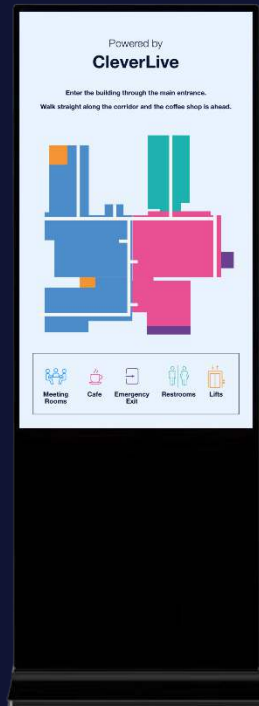 Powered by
CleverLive
Enter the building through the main entrance.
Walk straight along the corridor and the coffee shop is ahead.
Meeting Rooms
Cafe
Emergency Exit
Restrooms
Lifts